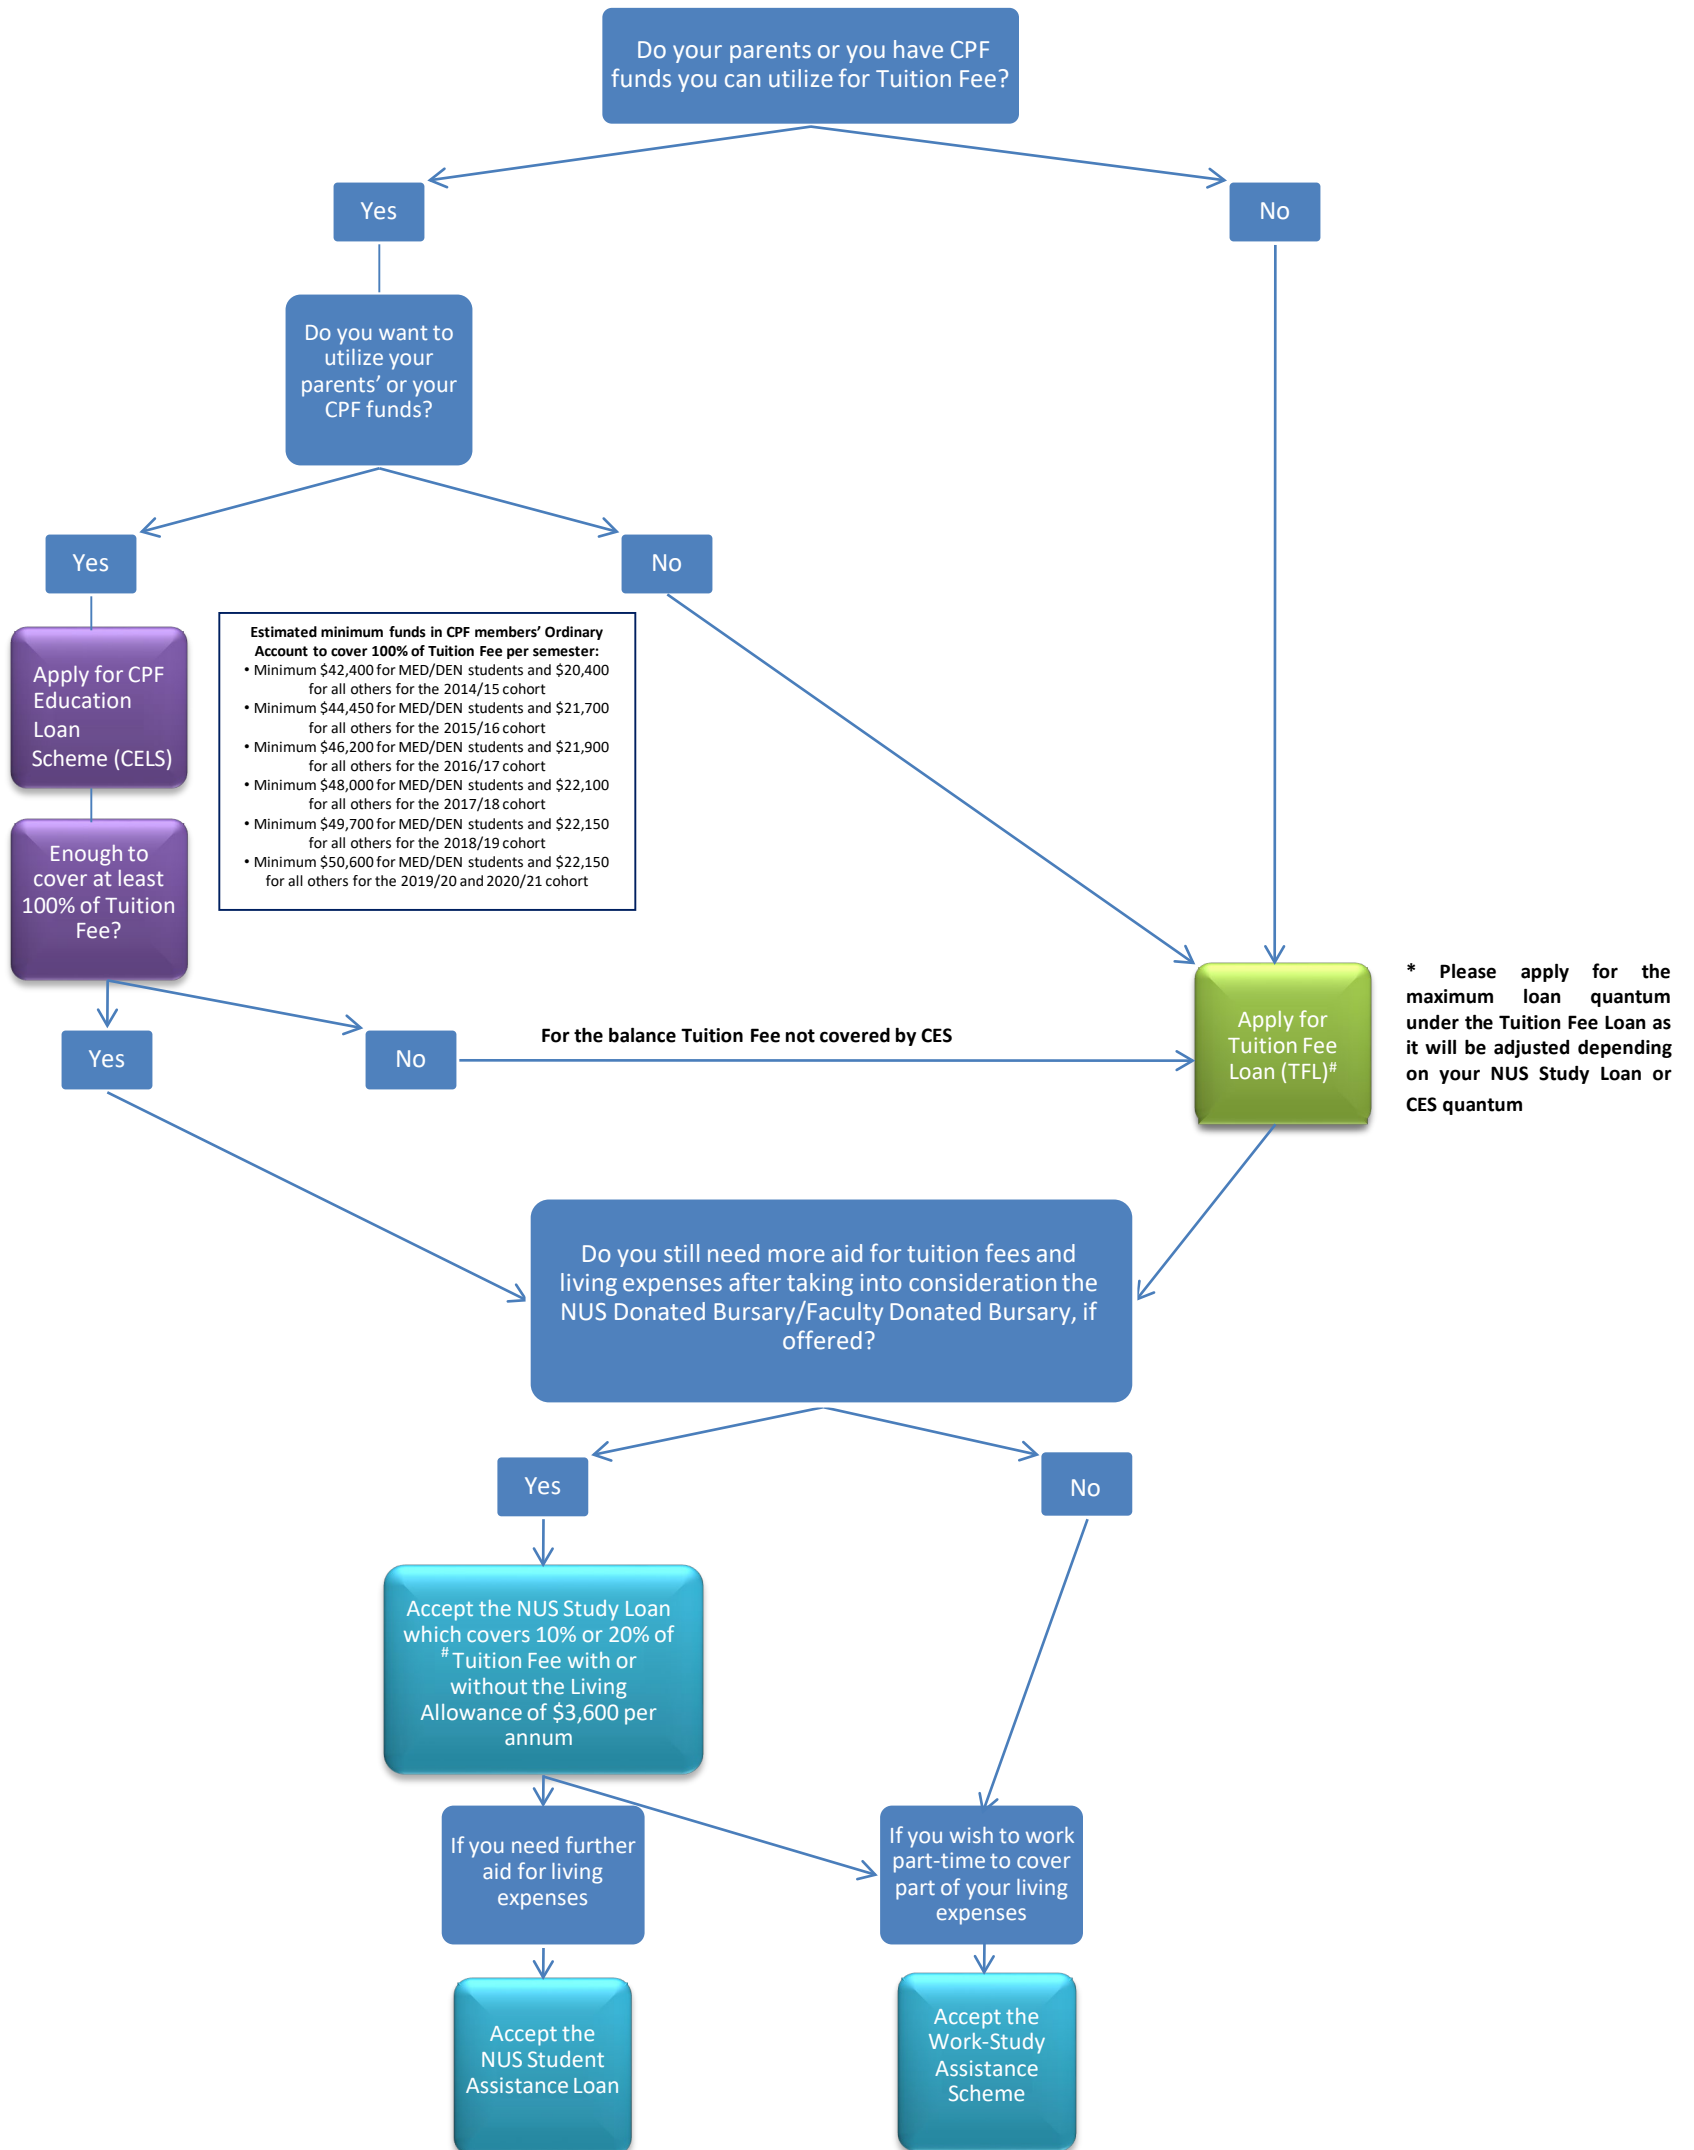 Do your parents or you have CPF
funds you can utilize for Tuition Fee?
Yes
No
Do you want to
utilize your
parents’ or your
CPF funds?
Yes
No
Apply for CPF
Education
Loan
Scheme (CELS)
Estimated minimum funds in CPF members’ Ordinary
Account to cover 100% of Tuition Fee per semester:
• Minimum $42,400 for MED/DEN students and $20,400
for all others for the 2014/15 cohort
• Minimum $44,450 for MED/DEN students and $21,700
for all others for the 2015/16 cohort
• Minimum $46,200 for MED/DEN students and $21,900
for all others for the 2016/17 cohort
• Minimum $48,000 for MED/DEN students and $22,100
for all others for the 2017/18 cohort
• Minimum $49,700 for MED/DEN students and $22,150
for all others for the 2018/19 cohort
• Minimum $50,600 for MED/DEN students and $22,150
for all others for the 2019/20 and 2020/21 cohort
Enough to
cover at least
100% of Tuition
Fee?
Yes
No
For the balance Tuition Fee not covered by CES
Apply for
Tuition Fee
Loan (TFL)#
* Please apply for the
maximum loan quantum
under the Tuition Fee Loan as
it will be adjusted depending
on your NUS Study Loan or
CES quantum
Do you still need more aid for tuition fees and
living expenses after taking into consideration the
NUS Donated Bursary/Faculty Donated Bursary, if
offered?
Yes
No
Accept the NUS Study Loan
which covers 10% or 20% of
# Tuition Fee with or
without the Living
Allowance of $3,600 per
annum
If you need further
aid for living
expenses
If you wish to work
part-time to cover
part of your living
expenses
Accept the
NUS Student
Assistance Loan
Accept the
Work-Study
Assistance
Scheme